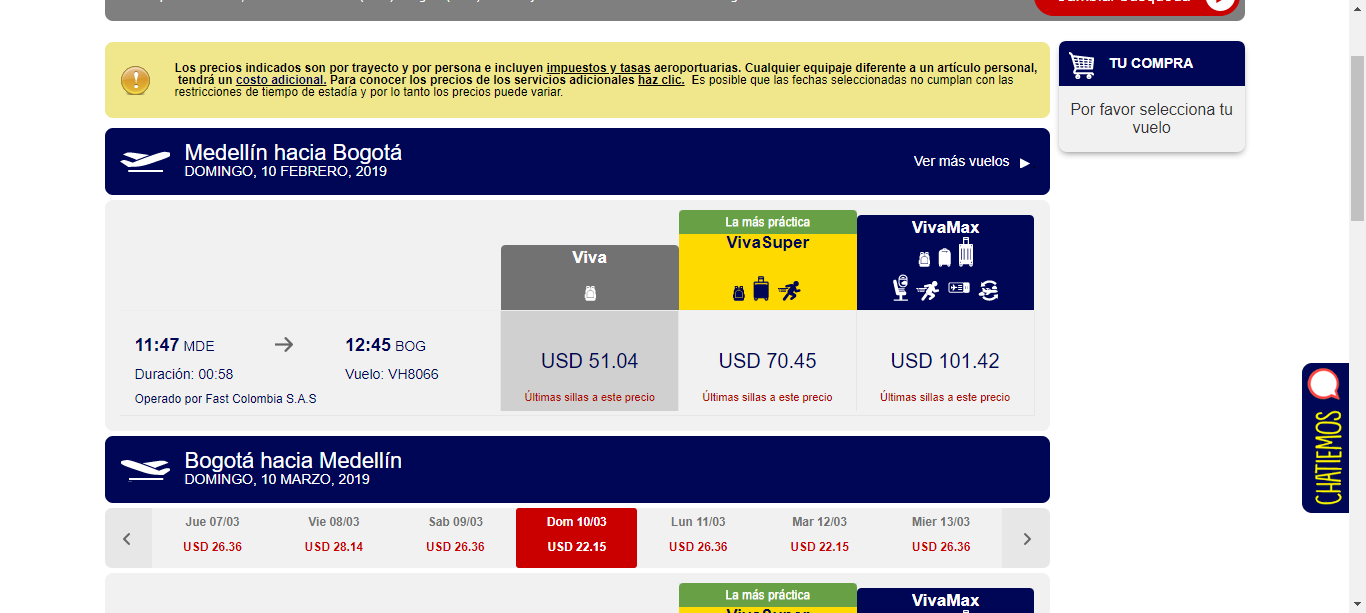 Los precios indicados son por trayecto y por persona e incluyen impuestos y tasas aeroportuarias. Cualquier equipaje diferente a un artículo personal,
tendrá un costo adicional. Para conocer los precios de los servicios adicionales haz clic. Es posible que las fechas seleccionadas no cumplan con las
restricciones de tiempo de estadía y por lo tanto los precios puede variar.
TU COMPRA
Por favor selecciona tu
vuelo
Medellín hacia Bogotá
DOMINGO, 10 FEBRERO, 2019
Ver más vuelos
La más práctica
Viva
VivaSuper
VivaMax
11:47 MDE
12:45 BOG
Duración: 00:58
Vuelo: VH8066
Operado por Fast Colombia S.A.S
USD 51.04
USD 70.45
USD 101.42
Últimas sillas a este precio
Últimas sillas a este precio
Últimas sillas a este precio
CHATIEMOS
Bogotá hacia Medellín
DOMINGO, 10 MARZO, 2019
Jue 07/03
Vie 08/03
Sab 09/03
Dom 10/03
Lun 11/03
Mar 12/03
Mier 13/03
USD 26.36
USD 28.14
USD 26.36
USD 22.15
USD 26.36
USD 22.15
USD 26.36
La más práctica
VivaSuper
VivaMax